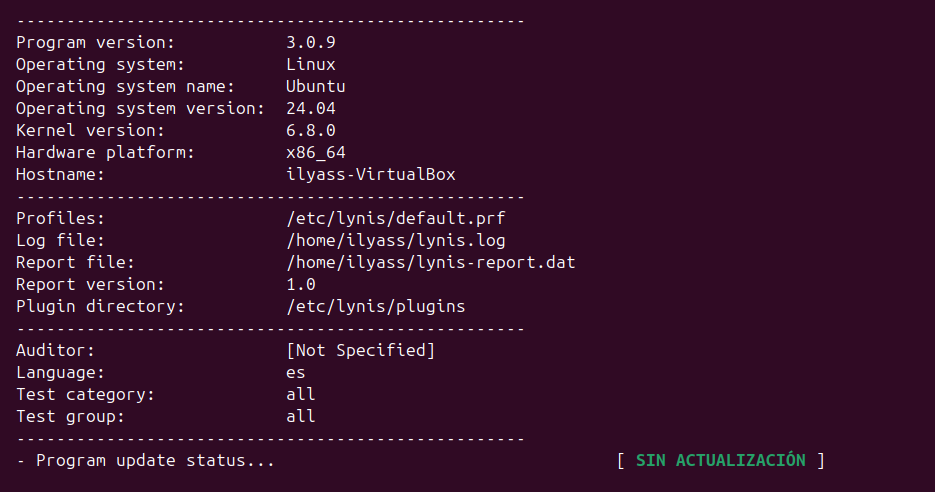 ---------------------------------------------------
Program version:           3.0.9
Operating system:          Linux
Operating system name:     Ubuntu
Operating system version:  24.04
Kernel version:            6.8.0
Hardware platform:         x86_64
Hostname:                  ilyass-VirtualBox
---------------------------------------------------
Profiles:                  /etc/lynis/default.prf
Log file:                  /home/ilyass/lynis.log
Report file:               /home/ilyass/lynis-report.dat
Report version:            1.0
Plugin directory:          /etc/lynis/plugins
---------------------------------------------------
Auditor:                   [Not Specified]
Language:                  es
Test category:             all
Test group:                all
---------------------------------------------------
- Program update status...                                  [ SIN ACTUALIZACIÓN ]